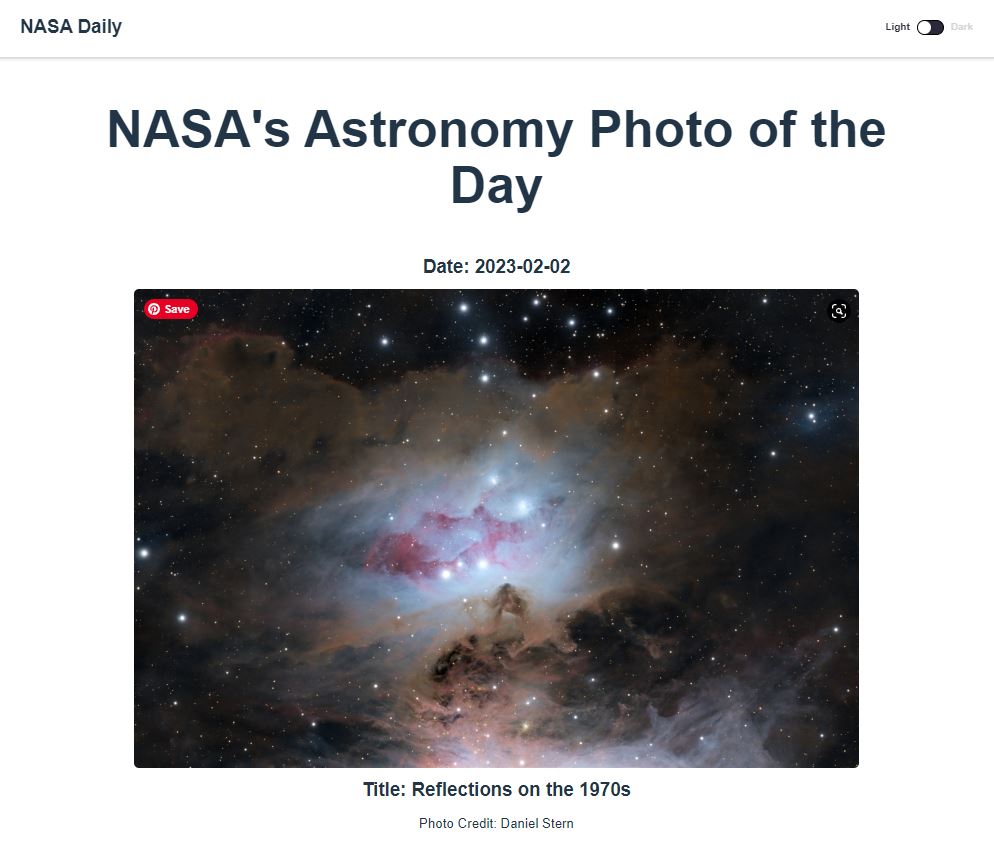 NASA Daily
Light Dark
NASA's Astronomy Photo of the
Day
Date: 2023-02-02
Save
Title: Reflections on the 1970s
Photo Credit: Daniel Stern